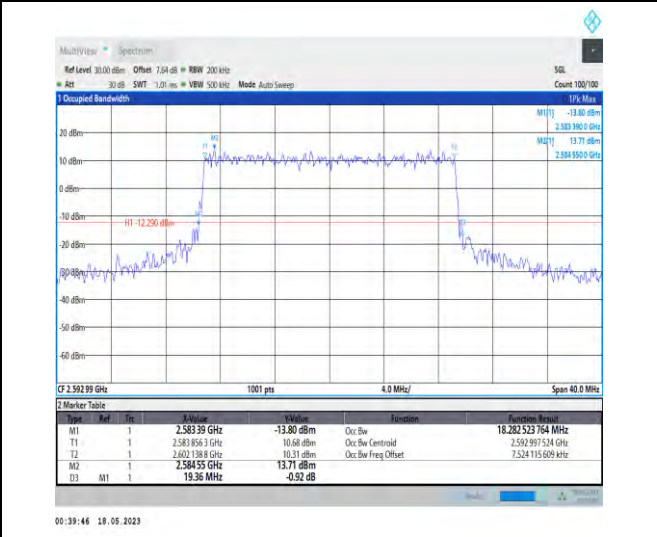 MultiView Spectrum
Ref Level 30.00 dBm Offset 7.64 dB RBW 200 kHz SGL
Att 30 dB SWT 1.01 ms VBW 500 kHz Mode Auto Sweep Count 100/100
1 Occupied Bandwidth 1Pk Max
M1[1] -13.80 dBm
2.583 390 0 GHz
20 dBm M2[1] 13.71 dBm
2.584 550 0 GHz
M2
T1 T2
10 dBm
0 dBm
-10 dBm
H1 -12.290 dBm
-20 dBm
-30 dBm
-40 dBm
-50 dBm
-60 dBm
CF 2.592 99 GHz 1001 pts 4.0 MHz/ Span 40.0 MHz
2 Marker Table
Type Ref Trc X-Value Y-Value Function Function Result
M1 1 2.583 39 GHz -13.80 dBm Occ Bw 18.282 523 764 MHz
T1 1 2.583 856 3 GHz 10.68 dBm Occ Bw Centroid 2.592 997 524 GHz
T2 1 2.602 138 8 GHz 10.31 dBm Occ Bw Freq Offset 7.524 115 609 kHz
M2 1 2.584 55 GHz 13.71 dBm
D3 M1 1 19.36 MHz -0.92 dB
00:39:46 18.05.2023